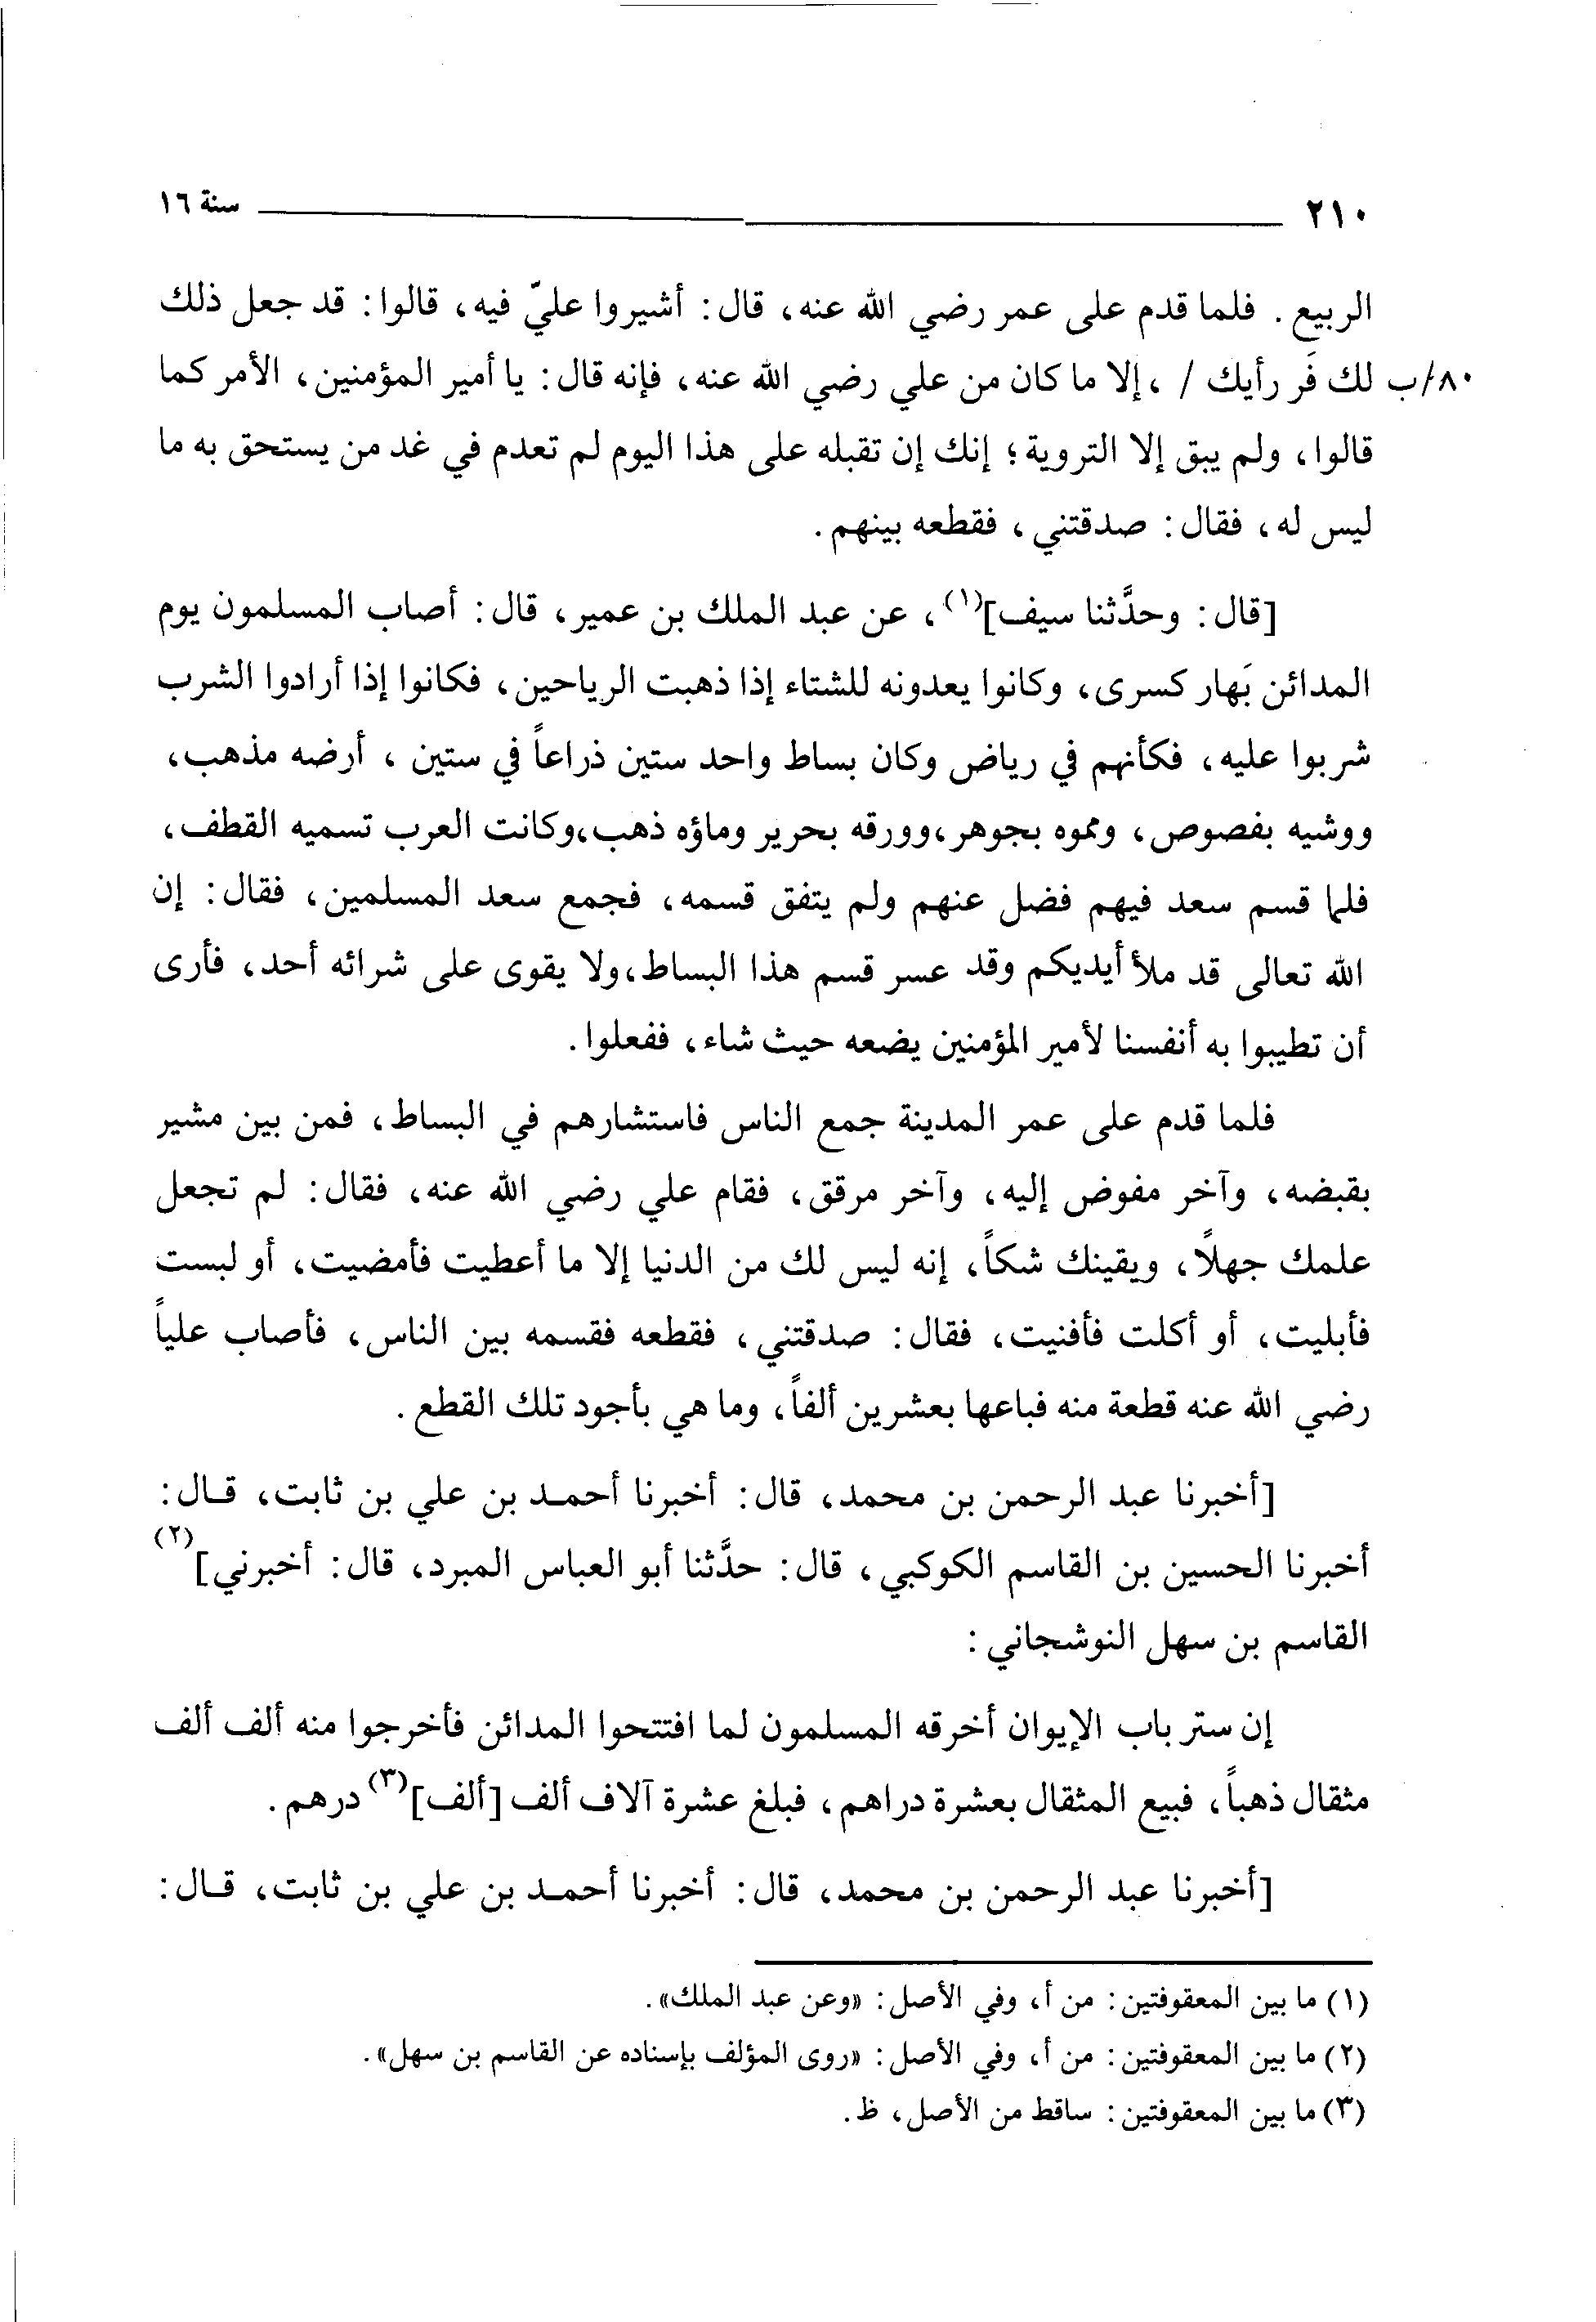 ٢١٠ سنة ١٦
الربيع. فلما قدم على عمر رضي الله عنه، قال: أشيروا عليّ فيه، قالوا: قد جعل ذلك
٨٠/ب لك فَر رأيك / ، إلا ما كان من علي رضي الله عنه، فإنه قال: يا أمير المؤمنين، الأمر كما
قالوا، ولم يبق إلا التروية؛ إنك إن تقبله على هذا اليوم لم تعدم في غد من يستحق به ما
ليس له، فقال: صدقتني، فقطعه بينهم.
[قال: وحدَّثنا سيف](١)، عن عبد الملك بن عمير، قال: أصاب المسلمون يوم
المدائن بَهار كسرى، وكانوا يعدونه للشتاء إذا ذهبت الرياحين، فكانوا إذا أرادوا الشرب
شربوا عليه، فكأنهم في رياض وكان بساط واحد ستين ذراعاً في ستين ، أرضه مذهب،
ووشيه بفصوص، ومموه بجوهر،وورقه بحرير وماؤه ذهب،وكانت العرب تسميه القطف،
فلما قسم سعد فيهم فضل عنهم ولم يتفق قسمه، فجمع سعد المسلمين، فقال: إن
الله تعالى قد ملأ أيديكم وقد عسر قسم هذا البساط،ولا يقوى على شرائه أحد، فأرى
أن تطيبوا به أنفسنا لأمير المؤمنين يضعه حيث شاء، ففعلوا.
فلما قدم على عمر المدينة جمع الناس فاستشارهم في البساط، فمن بين مشير
بقبضه، وآخر مفوض إليه، وآخر مرقق، فقام علي رضي الله عنه، فقال: لم تجعل
علمك جهلاً، ويقينك شكاً، إنه ليس لك من الدنيا إلا ما أعطيت فأمضيت، أو لبست
فأبليت، أو أكلت فأفنيت، فقال: صدقتني، فقطعه فقسمه بين الناس، فأصاب علياً
رضي الله عنه قطعة منه فباعها بعشرين ألفاً، وما هي بأجود تلك القطع.
[أخبرنا عبد الرحمن بن محمد، قال: أخبرنا أحمـد بن علي بن ثابت، قـال:
أخبرنا الحسين بن القاسم الكوكبي، قال: حدَّثنا أبو العباس المبرد، قال: أخبرني](٢)
القاسم بن سهل النوشجاني:
إن ستر باب الإيوان أخرقه المسلمون لما افتتحوا المدائن فأخرجوا منه ألف ألف
مثقال ذهباً، فبيع المثقال بعشرة دراهم، فبلغ عشرة آلاف ألف [ألف](٣) درهم.
[أخبرنا عبد الرحمن بن محمد، قال: أخبرنا أحمـد بن علي بن ثابت، قـال:
(١) ما بين المعقوفتين: من أ، وفي الأصل: «وعن عبد الملك».
(٢) ما بين المعقوفتين: من أ، وفي الأصل: «روى المؤلف بإسناده عن القاسم بن سهل».
(٣) ما بين المعقوفتين: ساقط من الأصل، ظ.